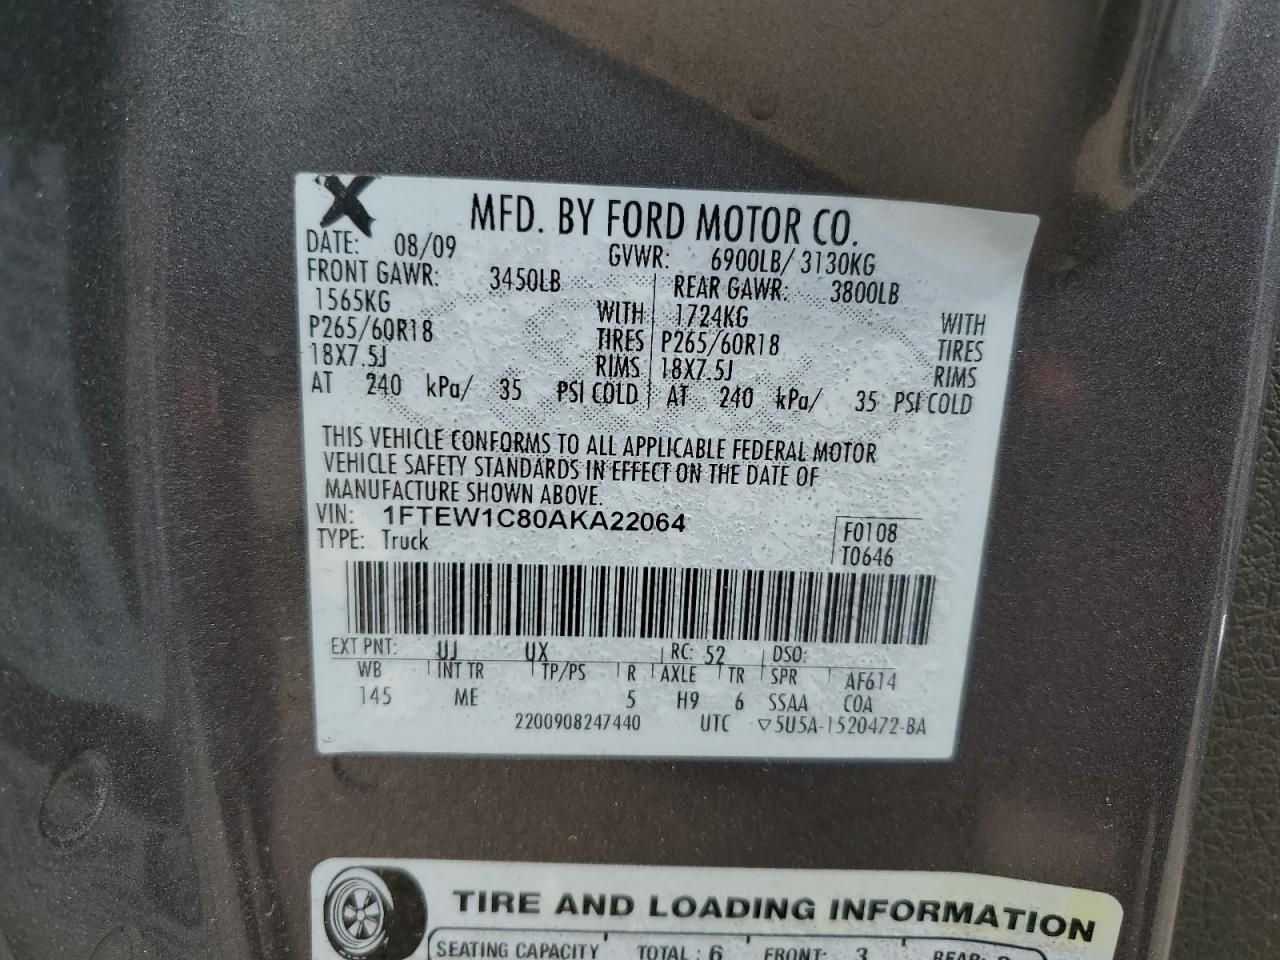 X
MFD. BY FORD MOTOR CO.
DATE: 08/09 GVWR: 6900LB/ 3130KG
FRONT GAWR: 3450LB REAR GAWR: 3800LB
1565KG WITH 1724KG WITH
P265/60R18 TIRES P265/60R18 TIRES
18X7.5J RIMS 18X7.5J RIMS
AT 240 kPa/ 35 PSI COLD AT 240 kPa/ 35 PSI COLD
THIS VEHICLE CONFORMS TO ALL APPLICABLE FEDERAL MOTOR
VEHICLE SAFETY STANDARDS IN EFFECT ON THE DATE OF
MANUFACTURE SHOWN ABOVE.
VIN: 1FTEW1C80AKA22064 F0108
TYPE: Truck T0646
EXT PNT: UJ UX RC: 52 DSO:
WB INT TR TP/PS R AXLE TR SPR AF614
145 ME 5 H9 6 SSAA COA
2200908247440 UTC ▽5U5A-1520472-BA
TIRE AND LOADING INFORMATION
SEATING CAPACITY TOTAL : 6 FRONT: 3 REAR: